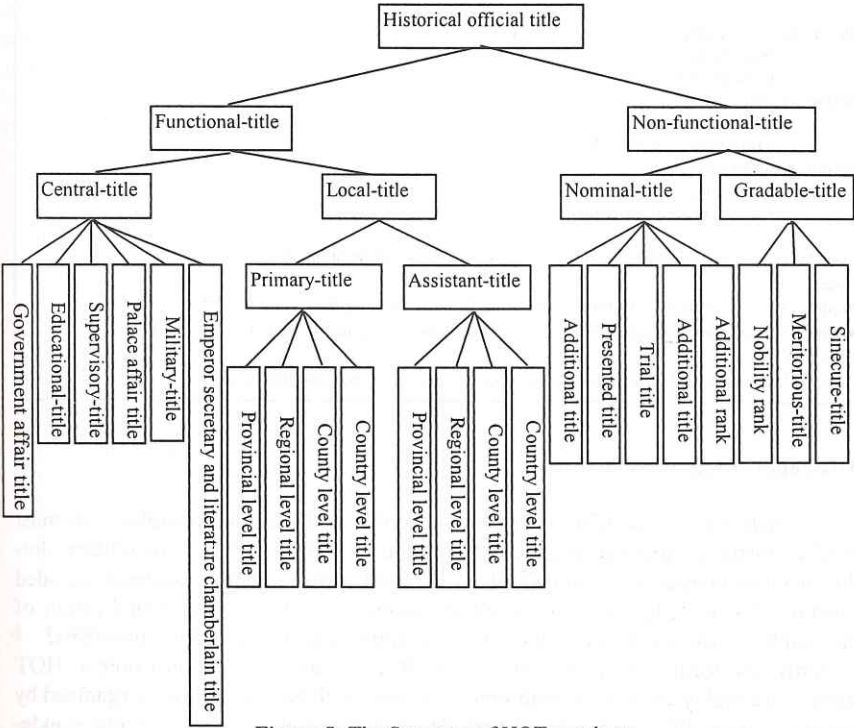 Historical official title
Functional-title
Non-functional-title
Central-title
Local-title
Nominal-title
Gradable-title
Primary-title
Assistant-title
Government affair title
Educational-title
Supervisory-title
Palace affair title
Military-title
Emperor secretary and literature chamberlain title
Provincial level title
Regional level title
County level title
Country level title
Provincial level title
Regional level title
County level title
Country level title
Additional title
Presented title
Trial title
Additional title
Additional rank
Nobility rank
Meritorious-title
Sinecure-title